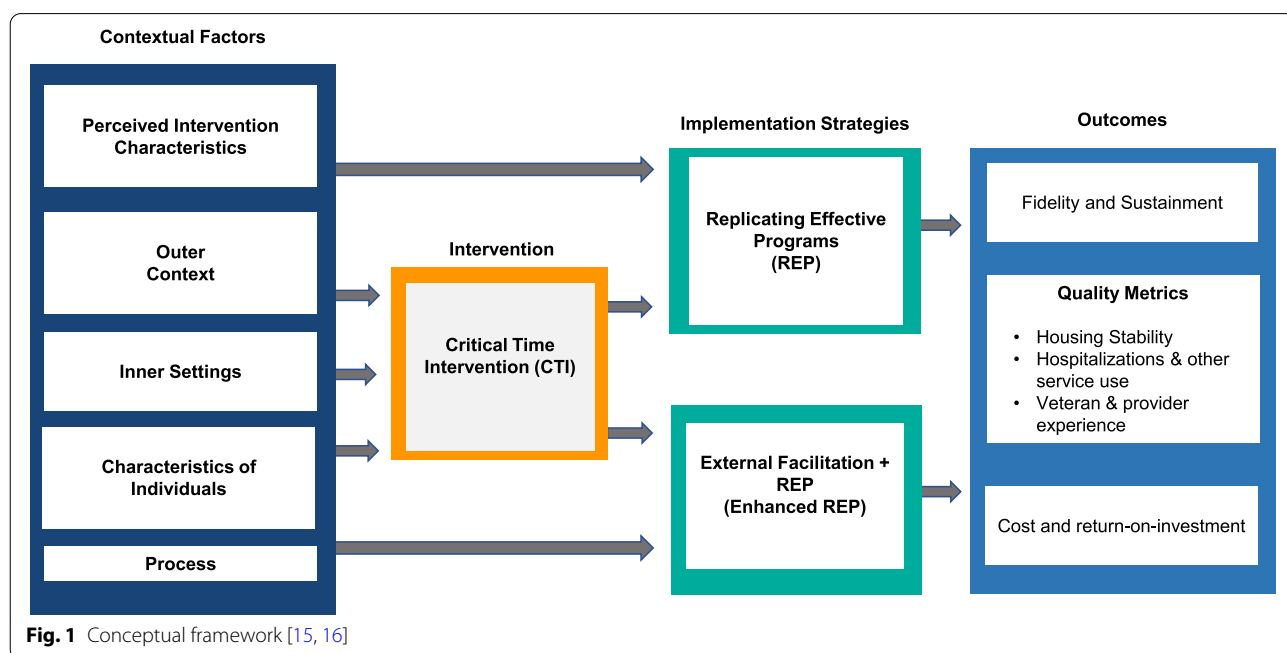 Contextual Factors
Perceived Intervention
Characteristics
Outer
Context
Inner Settings
Characteristics of
Individuals
Process
Intervention
Critical Time
Intervention (CTI)
Implementation Strategies
Replicating Effective
Programs
(REP)
External Facilitation +
REP
(Enhanced REP)
Outcomes
Fidelity and Sustainment
Quality Metrics
• Housing Stability
• Hospitalizations & other
service use
• Veteran & provider
experience
Cost and return-on-investment
Fig. 1 Conceptual framework [15, 16]